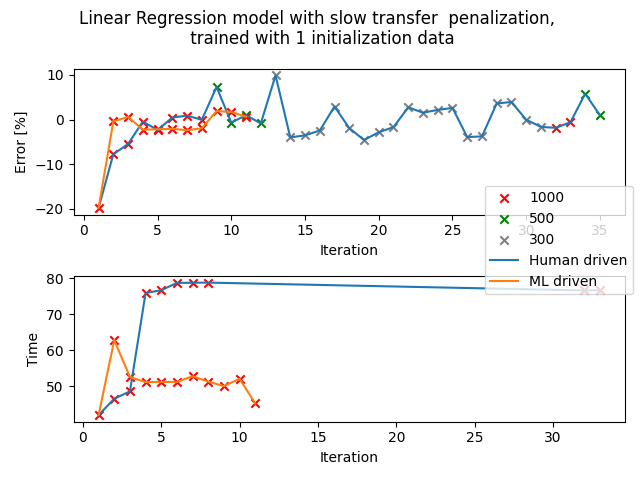 Linear Regression model with slow transfer  penalization,
trained with 1 initialization data
10
0
−10
−20
Error [%]
0 5 10 15 20 25 30 35
Iteration
1000
500
300
Human driven
ML driven
80
70
60
50
Time
0 5 10 15 20 25 30
Iteration